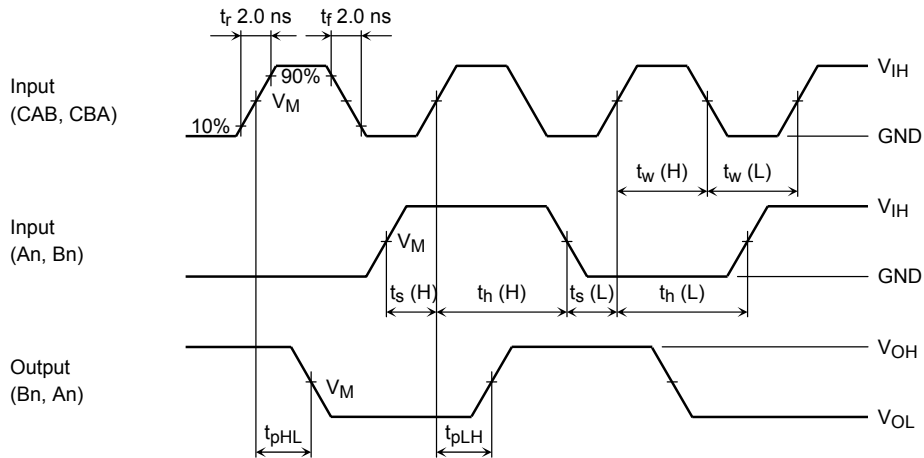 tr 2.0 ns
tf 2.0 ns
Input
(CAB, CBA)
10%
90%
VM
VIH
GND
tw (H)
tw (L)
Input
(An, Bn)
VM
VIH
GND
ts (H)
th (H)
ts (L)
th (L)
Output
(Bn, An)
VM
VOH
VOL
tpHL
tpLH